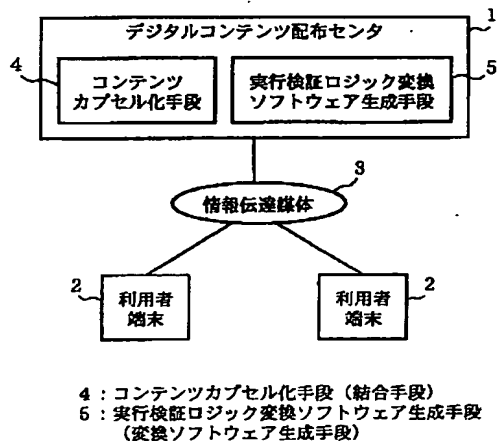 デジタルコンテンツ配布センタ
1
4
コンテンツ
カプセル化手段
実行検証ロジック変換
ソフトウェア生成手段
5
3
情報伝達媒体
2
利用者
端末
利用者
端末
2
4：コンテンツカプセル化手段（結合手段）
5：実行検証ロジック変換ソフトウェア生成手段
（変換ソフトウェア生成手段）